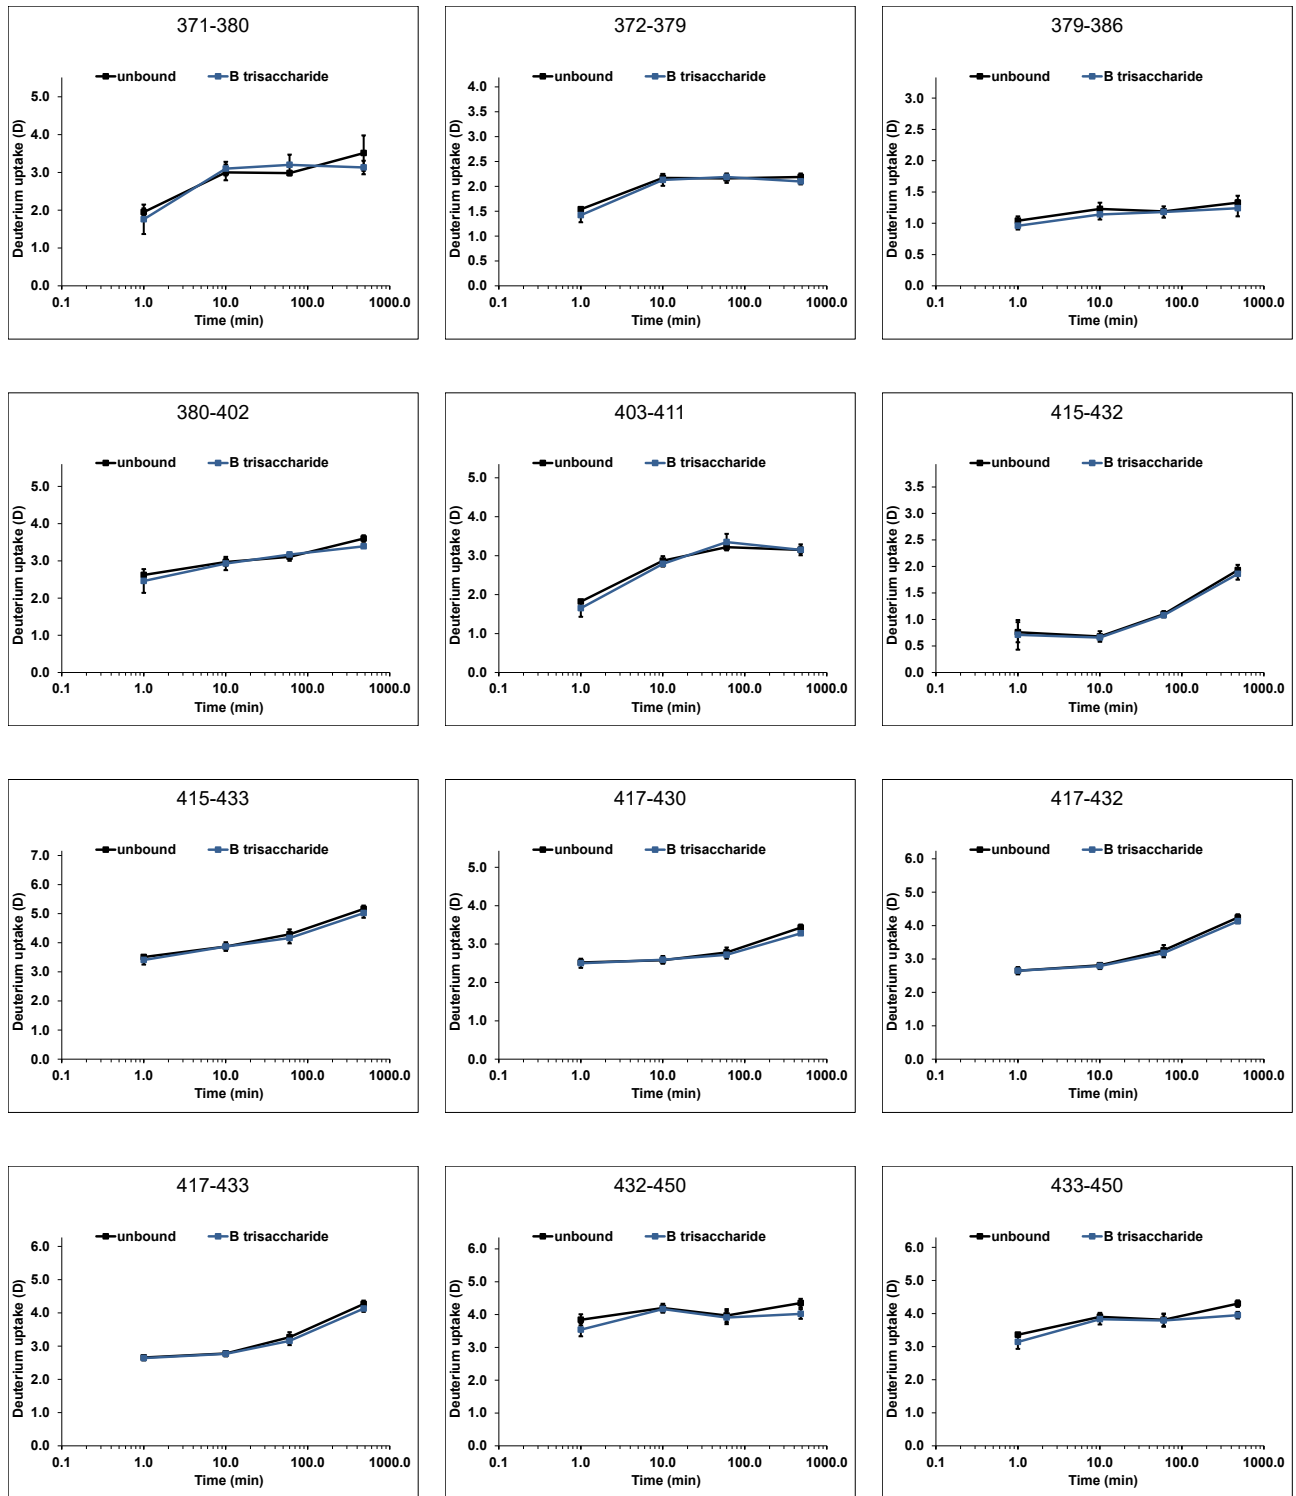 371-380
unbound B trisaccharide
Deuterium uptake (D)
5.0
4.0
3.0
2.0
1.0
0.0
0.1 1.0 10.0 100.0 1000.0
Time (min)
372-379
unbound B trisaccharide
Deuterium uptake (D)
4.0
3.5
3.0
2.5
2.0
1.5
1.0
0.5
0.0
0.1 1.0 10.0 100.0 1000.0
Time (min)
379-386
unbound B trisaccharide
Deuterium uptake (D)
3.0
2.5
2.0
1.5
1.0
0.5
0.0
0.1 1.0 10.0 100.0 1000.0
Time (min)
380-402
unbound B trisaccharide
Deuterium uptake (D)
5.0
4.0
3.0
2.0
1.0
0.0
0.1 1.0 10.0 100.0 1000.0
Time (min)
403-411
unbound B trisaccharide
Deuterium uptake (D)
5.0
4.0
3.0
2.0
1.0
0.0
0.1 1.0 10.0 100.0 1000.0
Time (min)
415-432
unbound B trisaccharide
Deuterium uptake (D)
3.5
3.0
2.5
2.0
1.5
1.0
0.5
0.0
0.1 1.0 10.0 100.0 1000.0
Time (min)
415-433
unbound B trisaccharide
Deuterium uptake (D)
7.0
6.0
5.0
4.0
3.0
2.0
1.0
0.0
0.1 1.0 10.0 100.0 1000.0
Time (min)
417-430
unbound B trisaccharide
Deuterium uptake (D)
5.0
4.0
3.0
2.0
1.0
0.0
0.1 1.0 10.0 100.0 1000.0
Time (min)
417-432
unbound B trisaccharide
Deuterium uptake (D)
6.0
5.0
4.0
3.0
2.0
1.0
0.0
0.1 1.0 10.0 100.0 1000.0
Time (min)
417-433
unbound B trisaccharide
Deuterium uptake (D)
6.0
5.0
4.0
3.0
2.0
1.0
0.0
0.1 1.0 10.0 100.0 1000.0
Time (min)
432-450
unbound B trisaccharide
Deuterium uptake (D)
6.0
5.0
4.0
3.0
2.0
1.0
0.0
0.1 1.0 10.0 100.0 1000.0
Time (min)
433-450
unbound B trisaccharide
Deuterium uptake (D)
6.0
5.0
4.0
3.0
2.0
1.0
0.0
0.1 1.0 10.0 100.0 1000.0
Time (min)